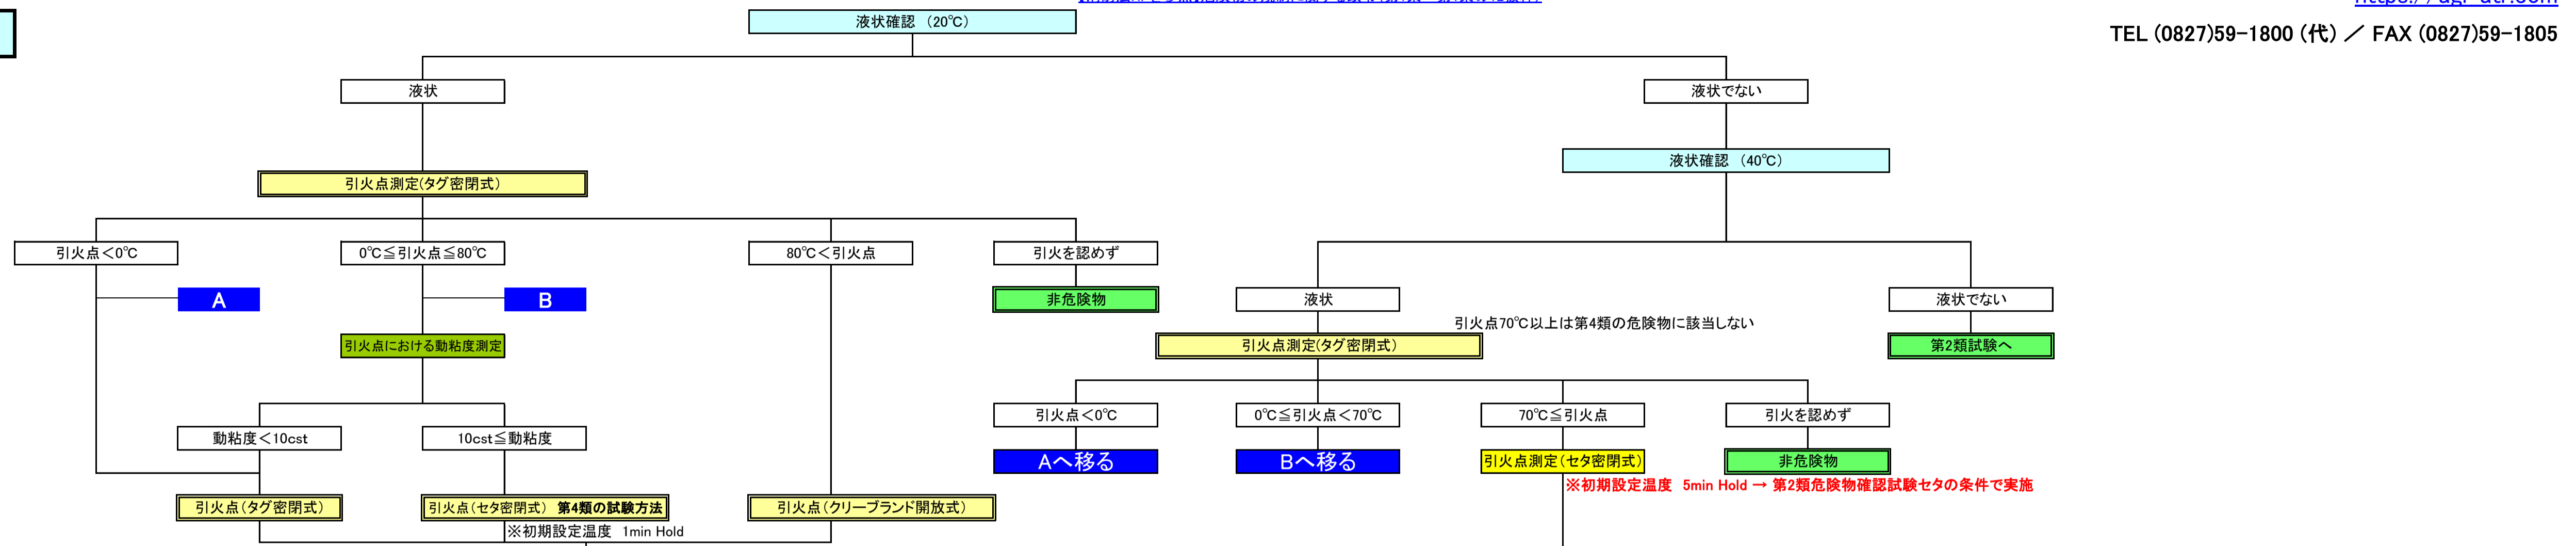 液状確認 (20℃)
TEL (0827)59-1800 (代) ／ FAX (0827)59-1805
液状
液状でない
液状確認 (40℃)
引火点測定(タグ密閉式)
引火点＜0℃
0℃≦引火点≦80℃
80℃＜引火点
引火を認めず
A
B
非危険物
液状
液状でない
引火点70℃以上は第4類の危険物に該当しない
引火点における動粘度測定
引火点測定(タグ密閉式)
第2類試験へ
引火点＜0℃
0℃≦引火点＜70℃
70℃≦引火点
引火を認めず
動粘度＜10cst
10cst≦動粘度
Aへ移る
Bへ移る
引火点測定(セタ密閉式)
非危険物
※初期設定温度 5min Hold → 第2類危険物確認試験セタの条件で実施
引火点(タグ密閉式)
引火点(セタ密閉式) 第4類の試験方法
引火点(クリーブランド開放式)
※初期設定温度 1min Hold